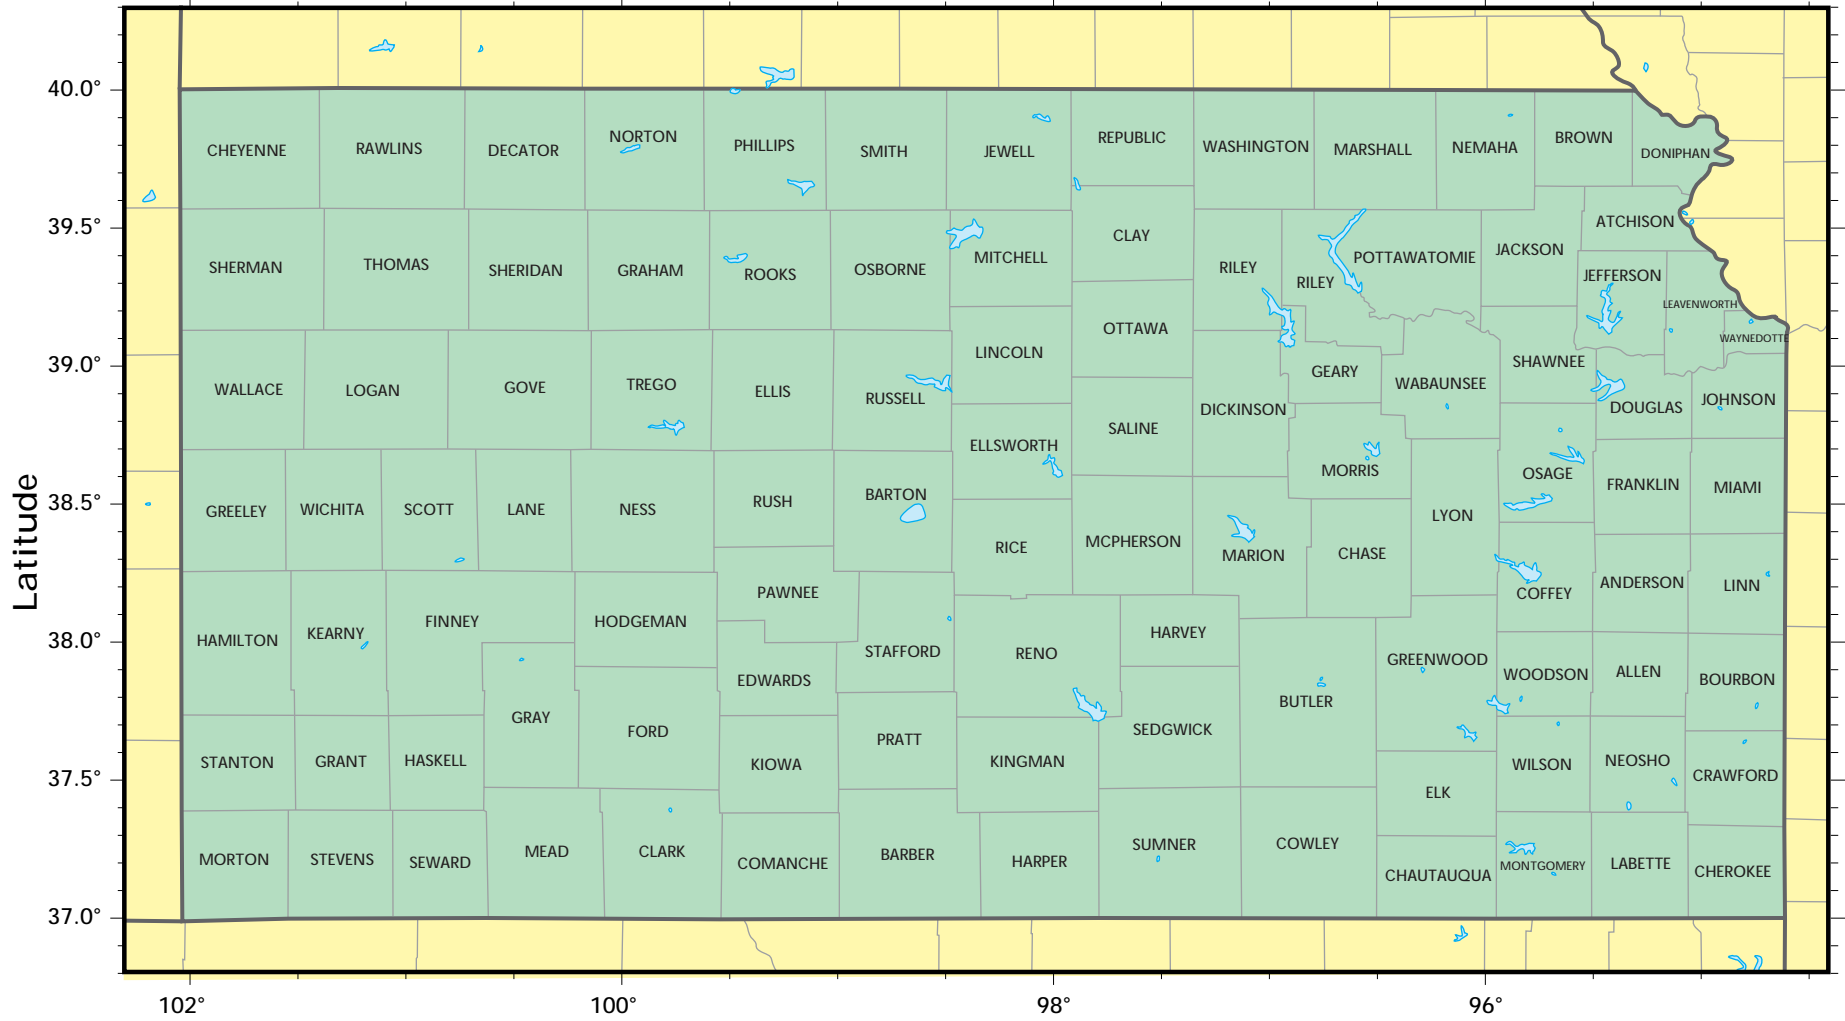 40.0°
CHEYENNE RAWLINS DECATOR NORTON PHILLIPS SMITH JEWELL REPUBLIC WASHINGTON MARSHALL NEMAHA BROWN DONIPHAN
39.5°
ATCHISON
SHERMAN THOMAS SHERIDAN GRAHAM ROOKS OSBORNE MITCHELL CLAY RILEY RILEY POTTAWATOMIE JACKSON JEFFERSON
LEAVENWORTH
OTTAWA
WAYNEDOTTE
39.0°
LINCOLN GEARY SHAWNEE
WALLACE LOGAN GOVE TREGO ELLIS RUSSELL DICKINSON WABAUNSEE DOUGLAS JOHNSON
ELLSWORTH SALINE MORRIS OSAGE
38.5°
GREELEY WICHITA SCOTT LANE NESS RUSH BARTON LYON FRANKLIN MIAMI
RICE MCPHERSON MARION CHASE
PAWNEE COFFEY ANDERSON LINN
Latitude
38.0°
HAMILTON KEARNY FINNEY HODGEMAN STAFFORD RENO HARVEY
EDWARDS GREENWOOD WOODSON ALLEN BOURBON
GRAY FORD BUTLER
PRATT SEDGWICK
37.5°
STANTON GRANT HASKELL KIOWA KINGMAN WILSON NEOSHO CRAWFORD
ELK
MORTON STEVENS SEWARD MEAD CLARK COMANCHE BARBER HARPER SUMNER COWLEY CHAUTAUQUA MONTGOMERY LABETTE CHEROKEE
37.0°
102° 100° 98° 96°